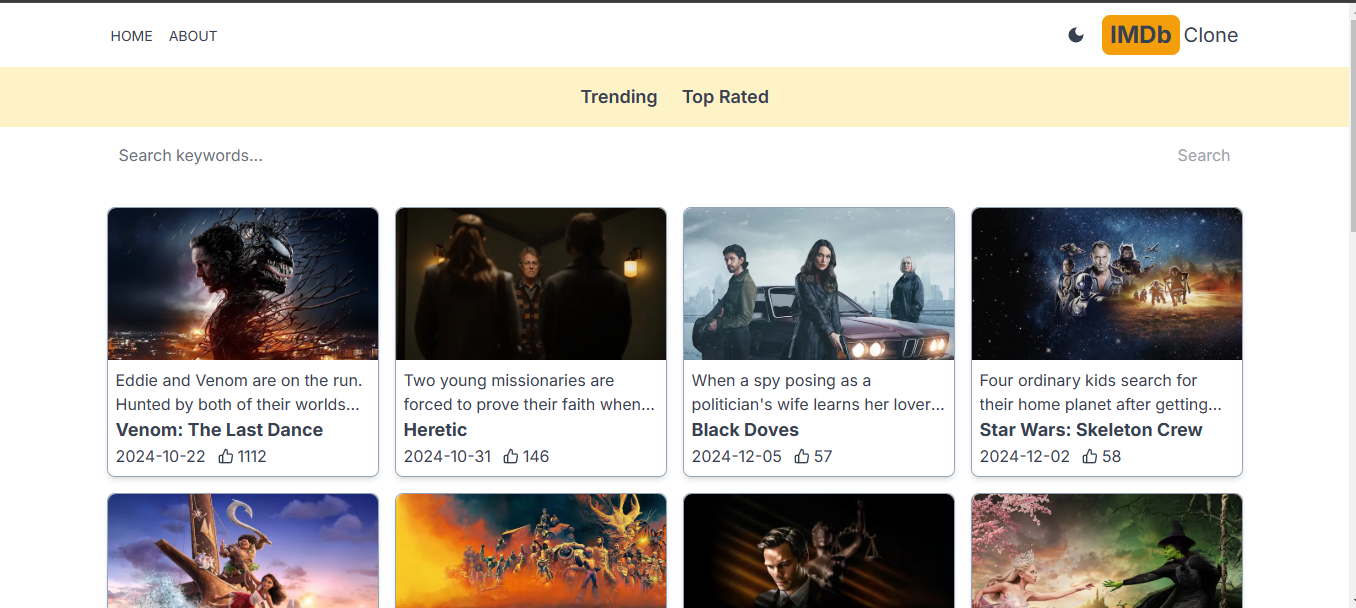 HOME ABOUT IMDb Clone
Trending Top Rated
Search keywords... Search
Eddie and Venom are on the run.
Hunted by both of their worlds...
Venom: The Last Dance
2024-10-22 1112
Two young missionaries are
forced to prove their faith when...
Heretic
2024-10-31 146
When a spy posing as a
politician's wife learns her lover...
Black Doves
2024-12-05 57
Four ordinary kids search for
their home planet after getting...
Star Wars: Skeleton Crew
2024-12-02 58